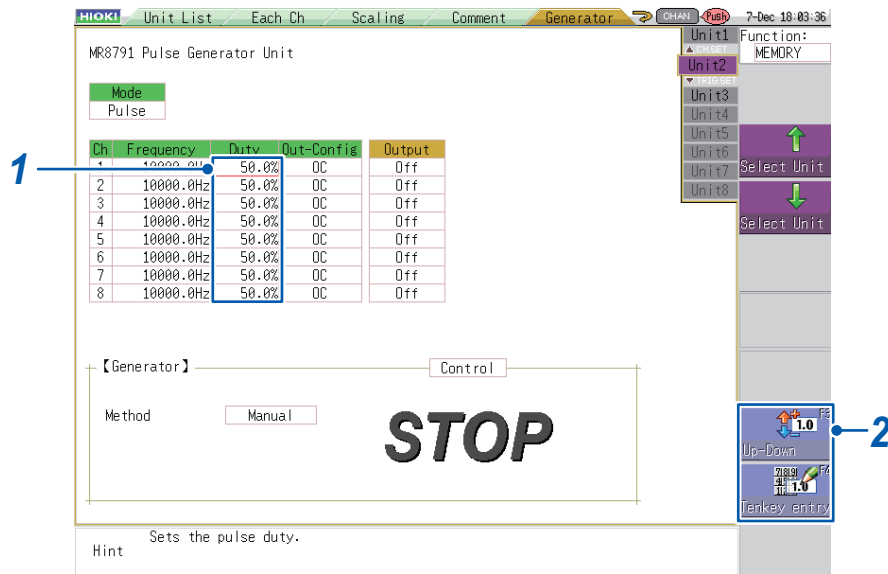 HIOKI Unit List Each Ch Scaling Comment Generator CHAN Push 7-Dec 18:03:36
Unit1 Function:
▲CHSET MEMORY
MR8791 Pulse Generator Unit
Unit2
▼TRIGSET
Mode Unit3
Pulse Unit4
Unit5
Ch Frequency Duty Out-Config Output
Unit6
1 10000.0Hz 50.0% OC Off
Unit7 Select Unit
2 10000.0Hz 50.0% OC Off
Unit8
3 10000.0Hz 50.0% OC Off
4 10000.0Hz 50.0% OC Off
Select Unit
5 10000.0Hz 50.0% OC Off
6 10000.0Hz 50.0% OC Off
7 10000.0Hz 50.0% OC Off
8 10000.0Hz 50.0% OC Off
1
【Generator】 Control
Method Manual
STOP
1.0
Up-Down
2
1.0
Tenkey entry
Sets the pulse duty.
Hint